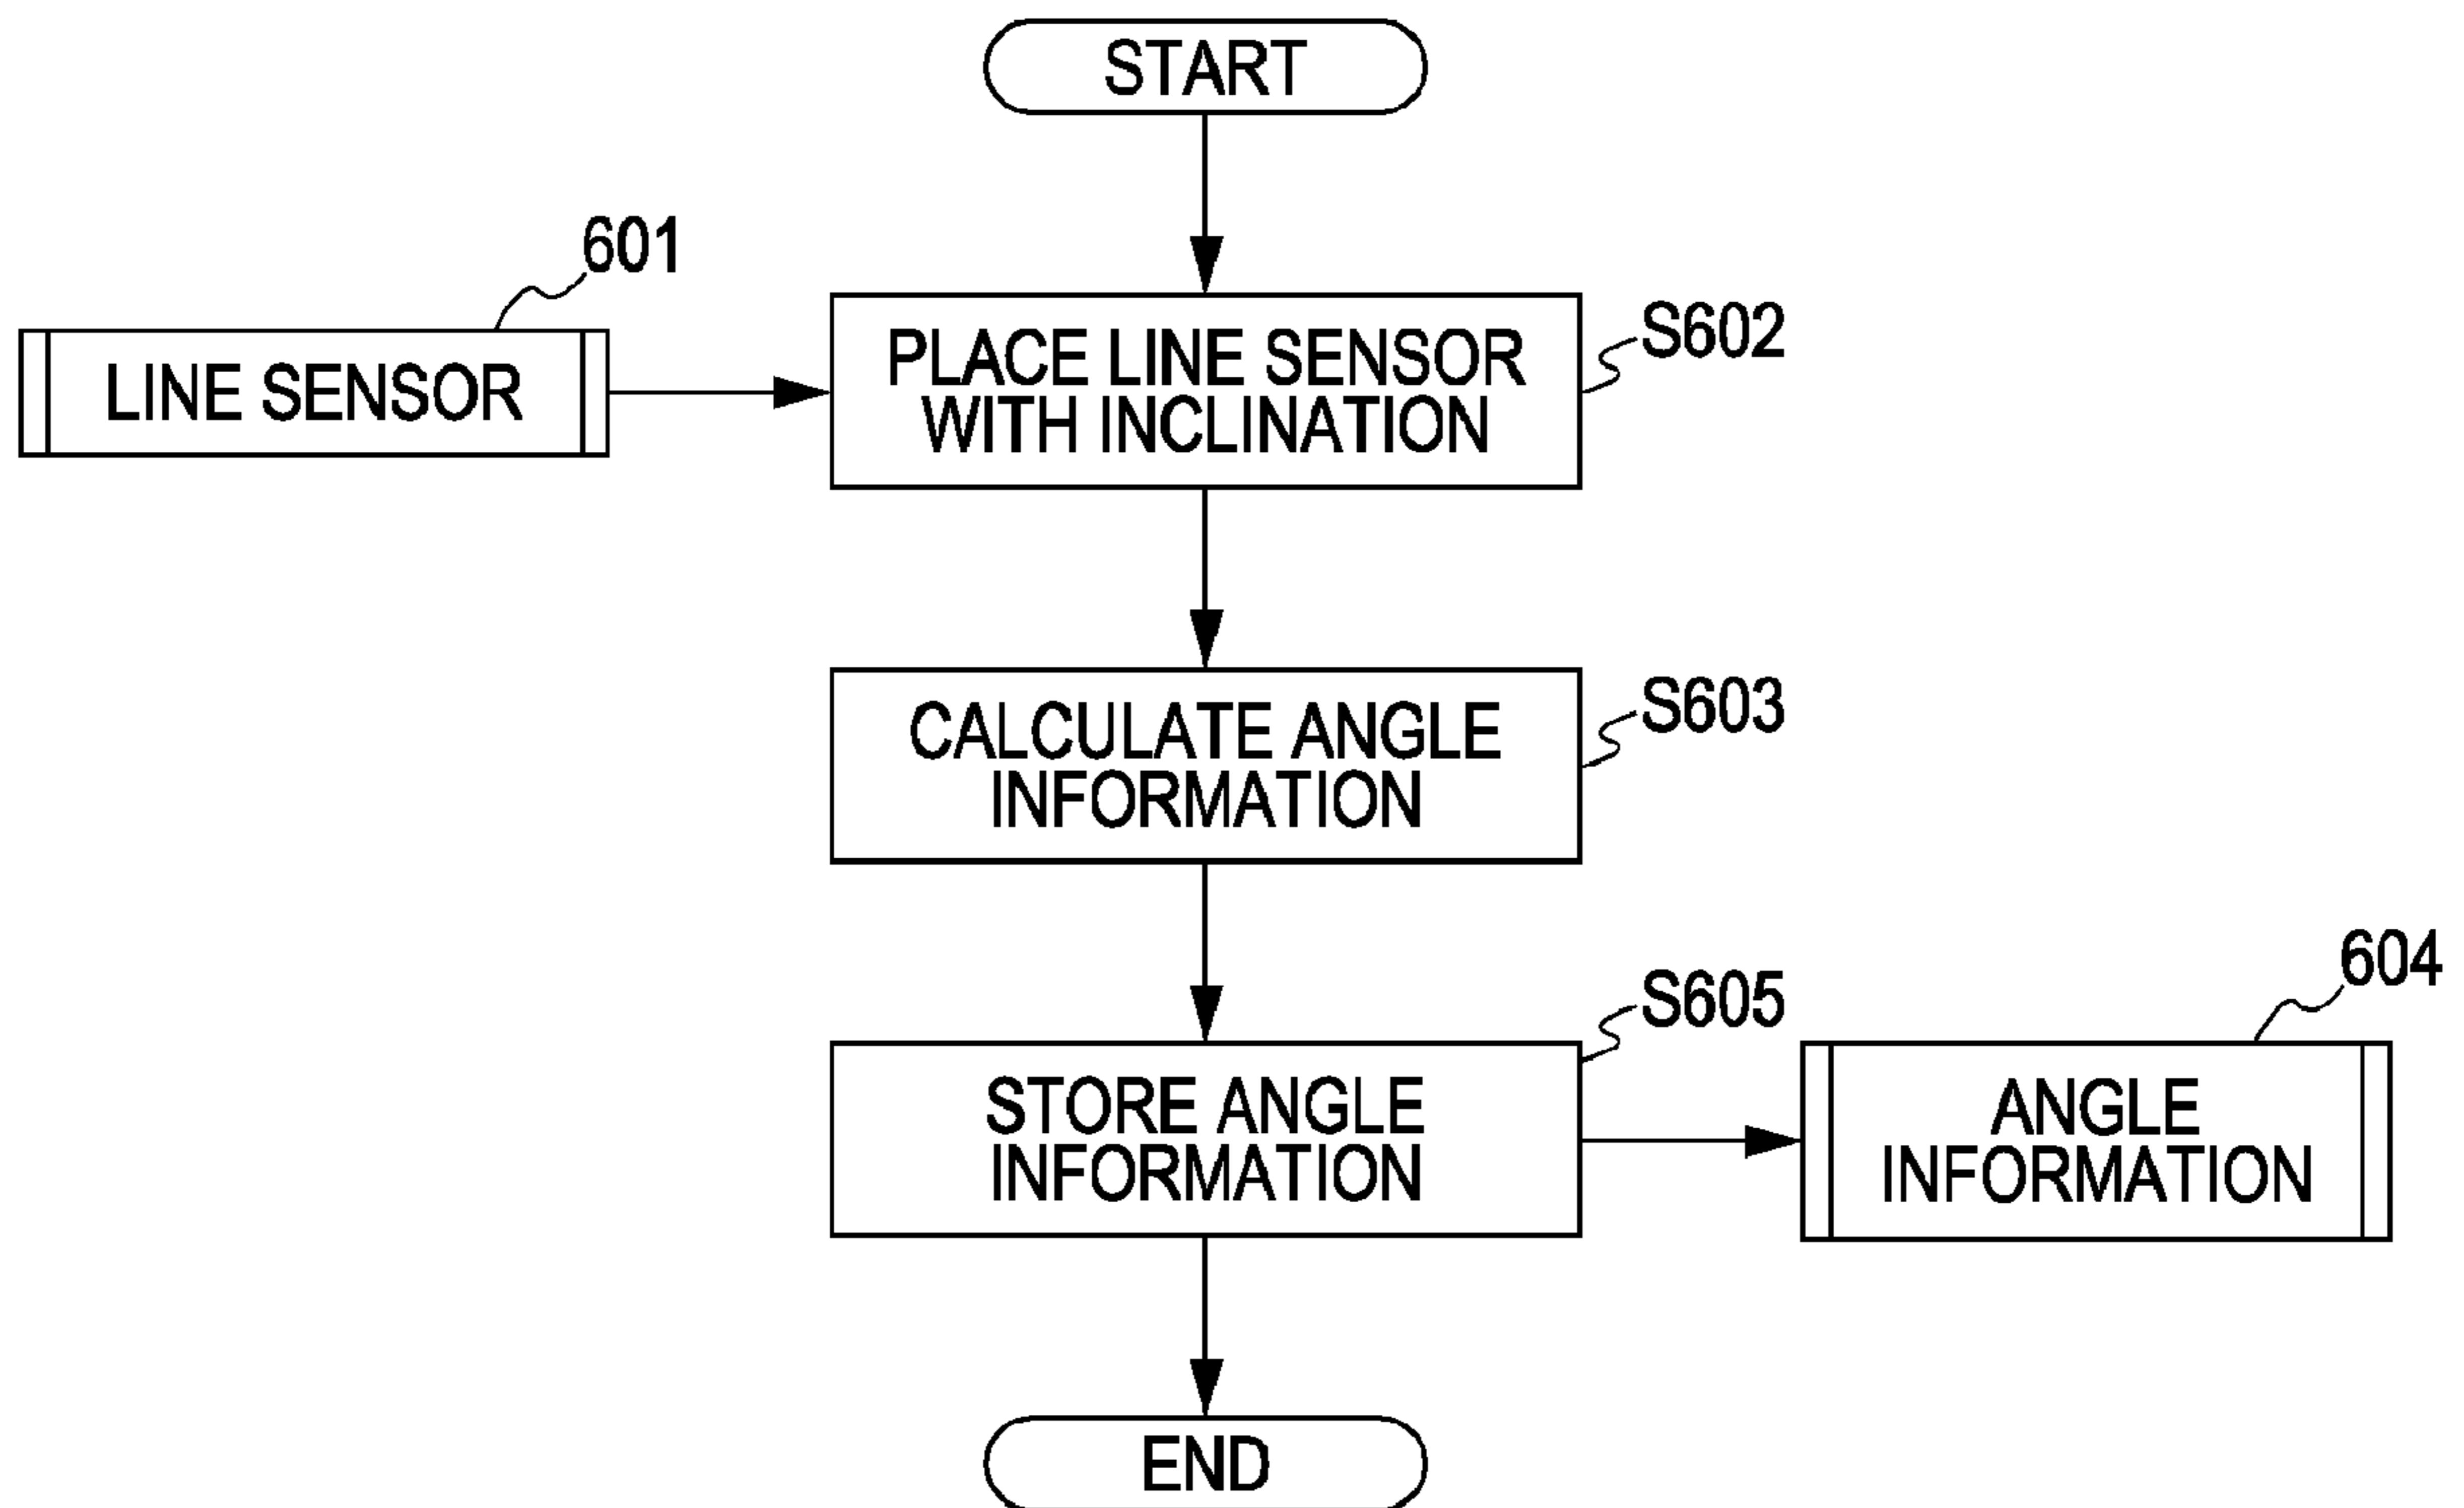 START
601
LINE SENSOR
PLACE LINE SENSOR
WITH INCLINATION
S602
CALCULATE ANGLE
INFORMATION
S603
STORE ANGLE
INFORMATION
S605
604
ANGLE
INFORMATION
END